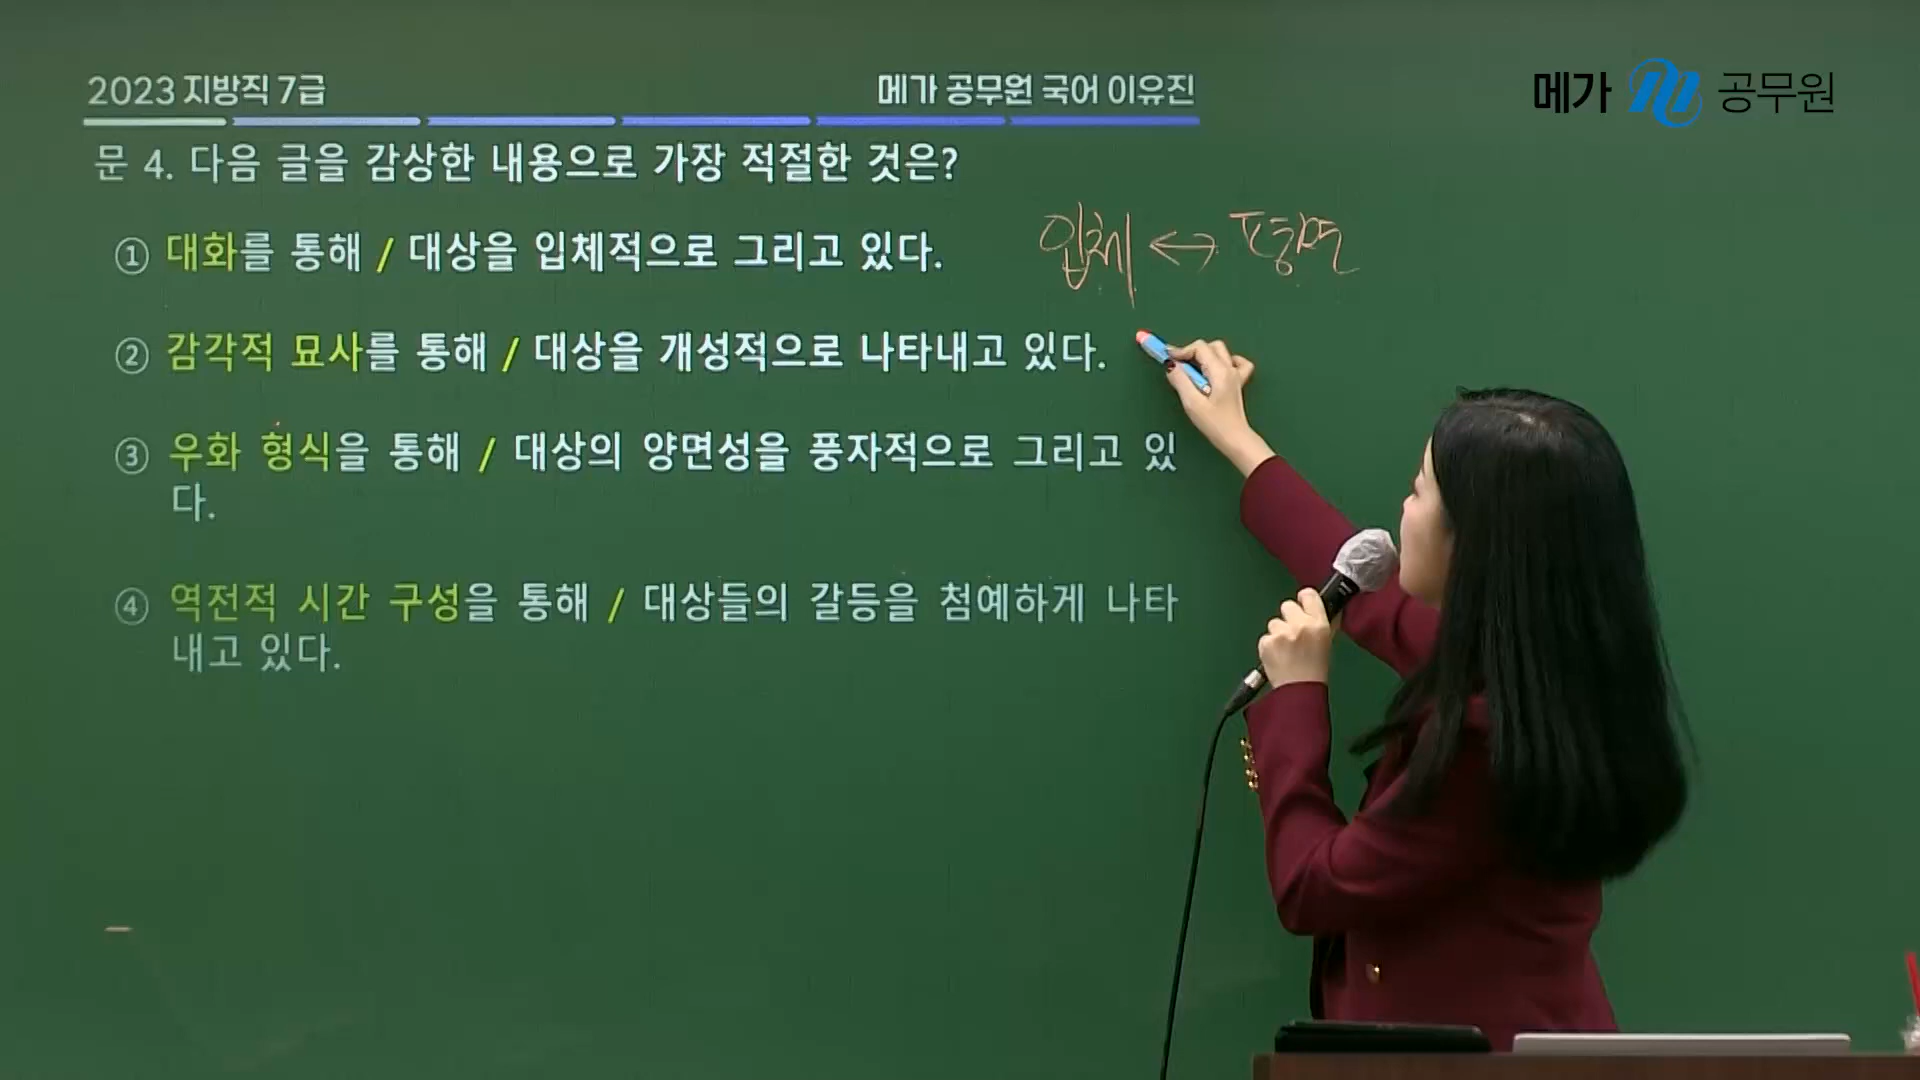 2023 지방직 7급
메가 공무원 국어 이유진
메가 공무원
문 4. 다음 글을 감상한 내용으로 가장 적절한 것은?
① 대화를 통해 / 대상을 입체적으로 그리고 있다.
입체 ↔ 평면
② 감각적 묘사를 통해 / 대상을 개성적으로 나타내고 있다.
③ 우화 형식을 통해 / 대상의 양면성을 풍자적으로 그리고 있
다.
④ 역전적 시간 구성을 통해 / 대상들의 갈등을 첨예하게 나타
내고 있다.